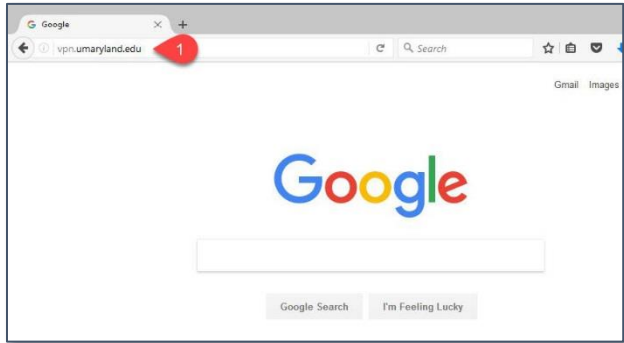 Google
vpn.umaryland.edu
1
Search
Gmail Images
Google
Google Search I'm Feeling Lucky